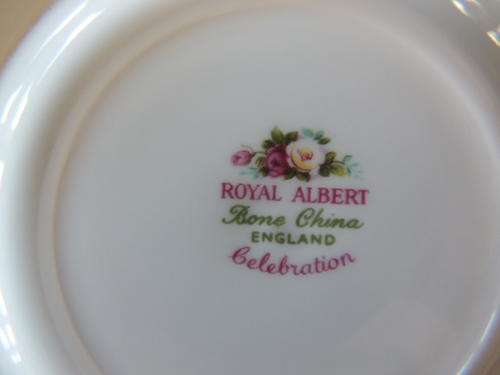 ROYAL ALBERT
Bone China
ENGLAND
Celebration